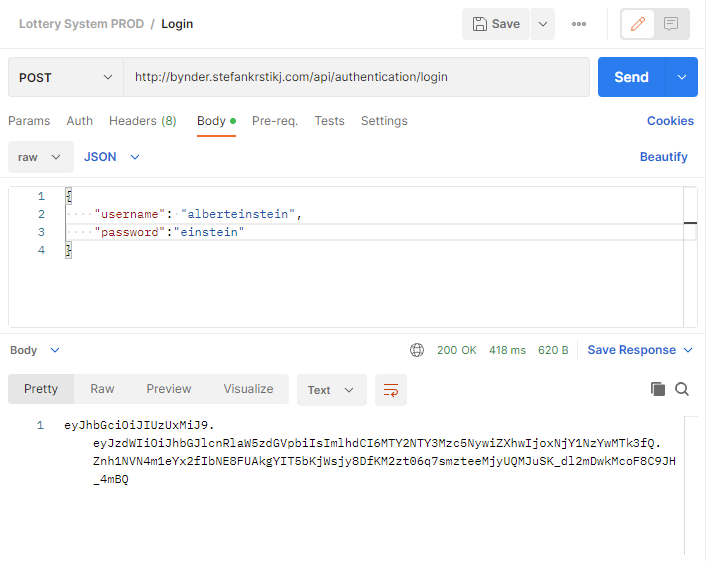 Lottery System PROD / Login
Save
POST
http://bynder.stefankrstikj.com/api/authentication/login
Send
Params Auth Headers (8) Body Pre-req. Tests Settings Cookies
raw JSON Beautify
1 {
2 "username": "alberteinstein",
3 "password":"einstein"
4 }
Body 200 OK 418 ms 620 B Save Response
Pretty Raw Preview Visualize Text
1 eyJhbGciOiJIUzUxMiJ9.
eyJzdWIiOiJhbGJlcnRlaW5zdGVpbiIsImlhdCI6MTY2NTY3Mzc5NywiZXhwIjoxNjY1NzYwMTk3fQ.
Znh1NVN4m1eYx2fIbNE8FUAkgYIT5bKjWsjy8DfKM2zt06q7smzteeMjyUQMJuSK_dl2mDwkMcoF8C9JH
_4mBQ